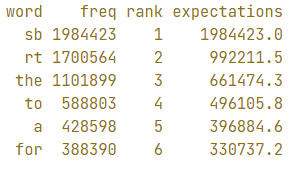 word freq rank expectations
sb 1984423 1 1984423.0
rt 1700564 2 992211.5
the 1101899 3 661474.3
to 588803 4 496105.8
a 428598 5 396884.6
for 388390 6 330737.2